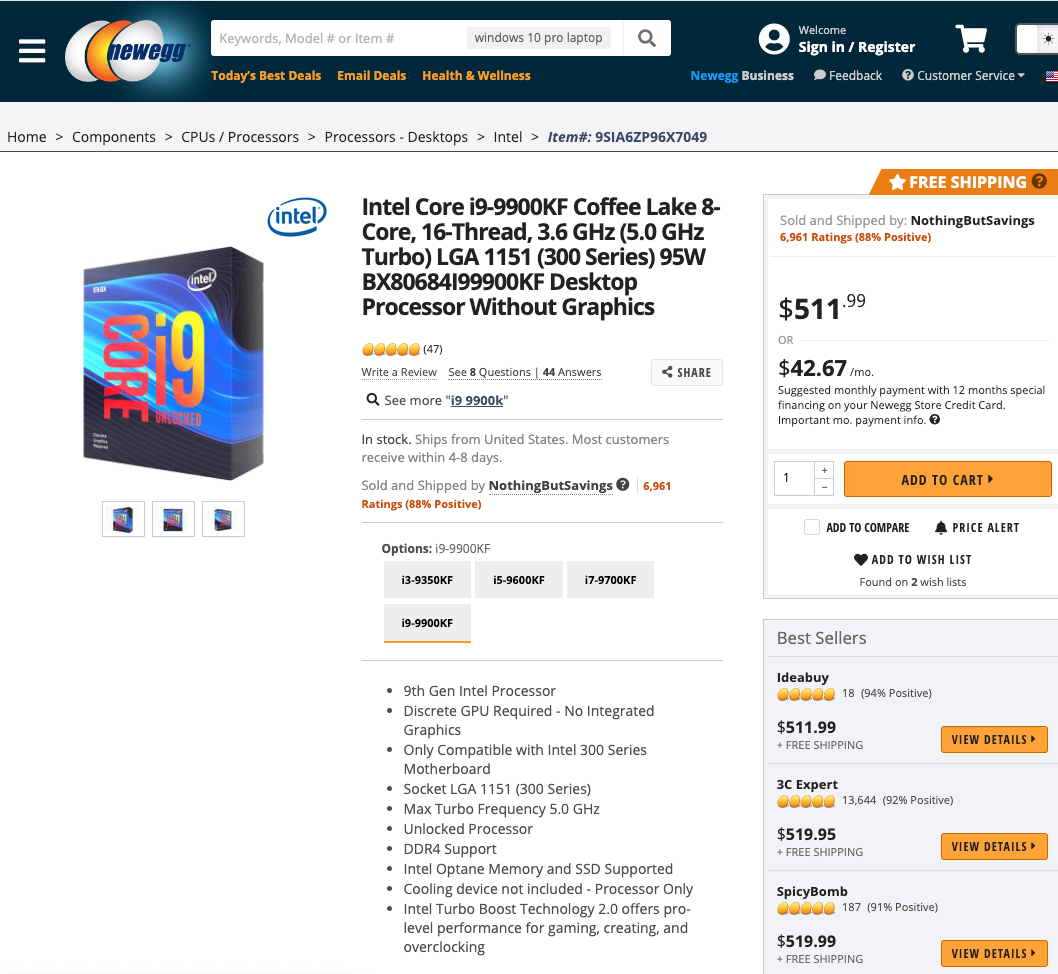 newegg
Keywords, Model # or Item #
windows 10 pro laptop
Welcome
Sign in / Register
Today's Best Deals Email Deals Health & Wellness
Newegg Business Feedback Customer Service
Home > Components > CPUs / Processors > Processors - Desktops > Intel > Item#: 9SIA6ZP96X7049
intel
intel
9TH GEN
CORE
i9
UNLOCKED
Discrete
Graphics
Required
Intel Core i9-9900KF Coffee Lake 8-
Core, 16-Thread, 3.6 GHz (5.0 GHz
Turbo) LGA 1151 (300 Series) 95W
BX80684I99900KF Desktop
Processor Without Graphics
(47)
Write a Review See 8 Questions | 44 Answers
SHARE
See more "i9 9900k"
In stock. Ships from United States. Most customers
receive within 4-8 days.
Sold and Shipped by NothingButSavings ? | 6,961
Ratings (88% Positive)
Options: i9-9900KF
i3-9350KF
i5-9600KF
i7-9700KF
i9-9900KF
• 9th Gen Intel Processor
• Discrete GPU Required - No Integrated
Graphics
• Only Compatible with Intel 300 Series
Motherboard
• Socket LGA 1151 (300 Series)
• Max Turbo Frequency 5.0 GHz
• Unlocked Processor
• DDR4 Support
• Intel Optane Memory and SSD Supported
• Cooling device not included - Processor Only
• Intel Turbo Boost Technology 2.0 offers pro-
level performance for gaming, creating, and
overclocking
FREE SHIPPING ?
Sold and Shipped by: NothingButSavings
6,961 Ratings (88% Positive)
$511.99
OR
$42.67 /mo.
Suggested monthly payment with 12 months special
financing on your Newegg Store Credit Card.
Important mo. payment info. ?
1
+
−
ADD TO CART
ADD TO COMPARE
PRICE ALERT
ADD TO WISH LIST
Found on 2 wish lists
Best Sellers
Ideabuy
18 (94% Positive)
$511.99
+ FREE SHIPPING
VIEW DETAILS
3C Expert
13,644 (92% Positive)
$519.95
+ FREE SHIPPING
VIEW DETAILS
SpicyBomb
187 (91% Positive)
$519.99
+ FREE SHIPPING
VIEW DETAILS